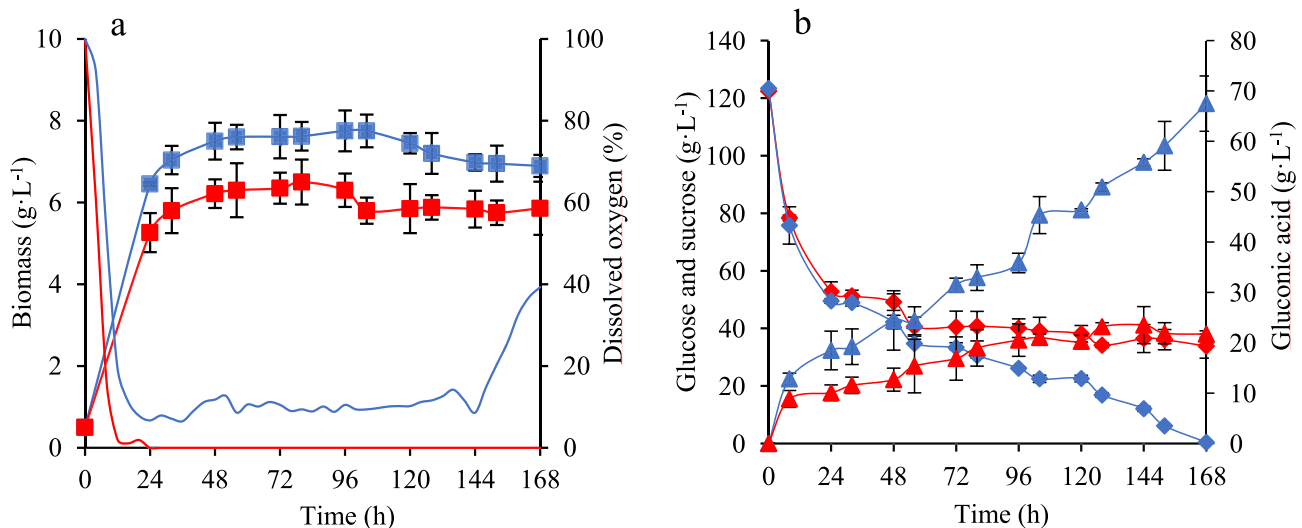 a
Biomass (g·L⁻¹)
10
8
6
4
2
0
100
80
60
40
20
0
Dissolved oxygen (%)
0 24 48 72 96 120 144 168
Time (h)
b
Glucose and sucrose (g·L⁻¹)
140
120
100
80
60
40
20
0
80
70
60
50
40
30
20
10
0
Gluconic acid (g·L⁻¹)
0 24 48 72 96 120 144 168
Time (h)